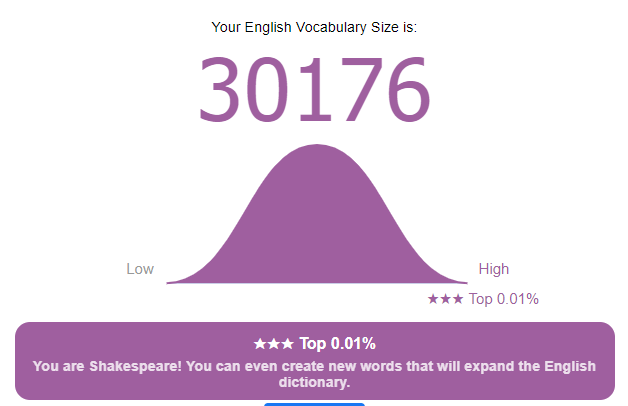 Your English Vocabulary Size is:
30176
Low
High
★★★ Top 0.01%
★★★ Top 0.01%
You are Shakespeare! You can even create new words that will expand the English
dictionary.